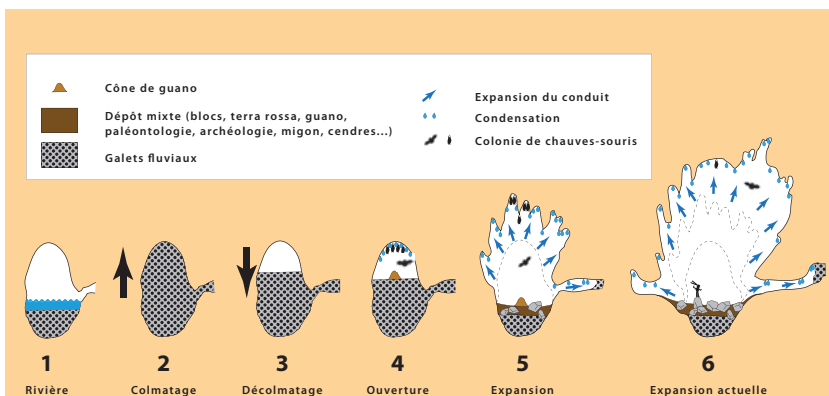 Cône de guano
Dépôt mixte (blocs, terra rossa, guano,
paléontologie, archéologie, migon, cendres...)
Galets fluviaux
Expansion du conduit
Condensation
Colonie de chauves-souris
1 2 3 4 5 6
Rivière Colmatage Décolmatage Ouverture Expansion Expansion actuelle